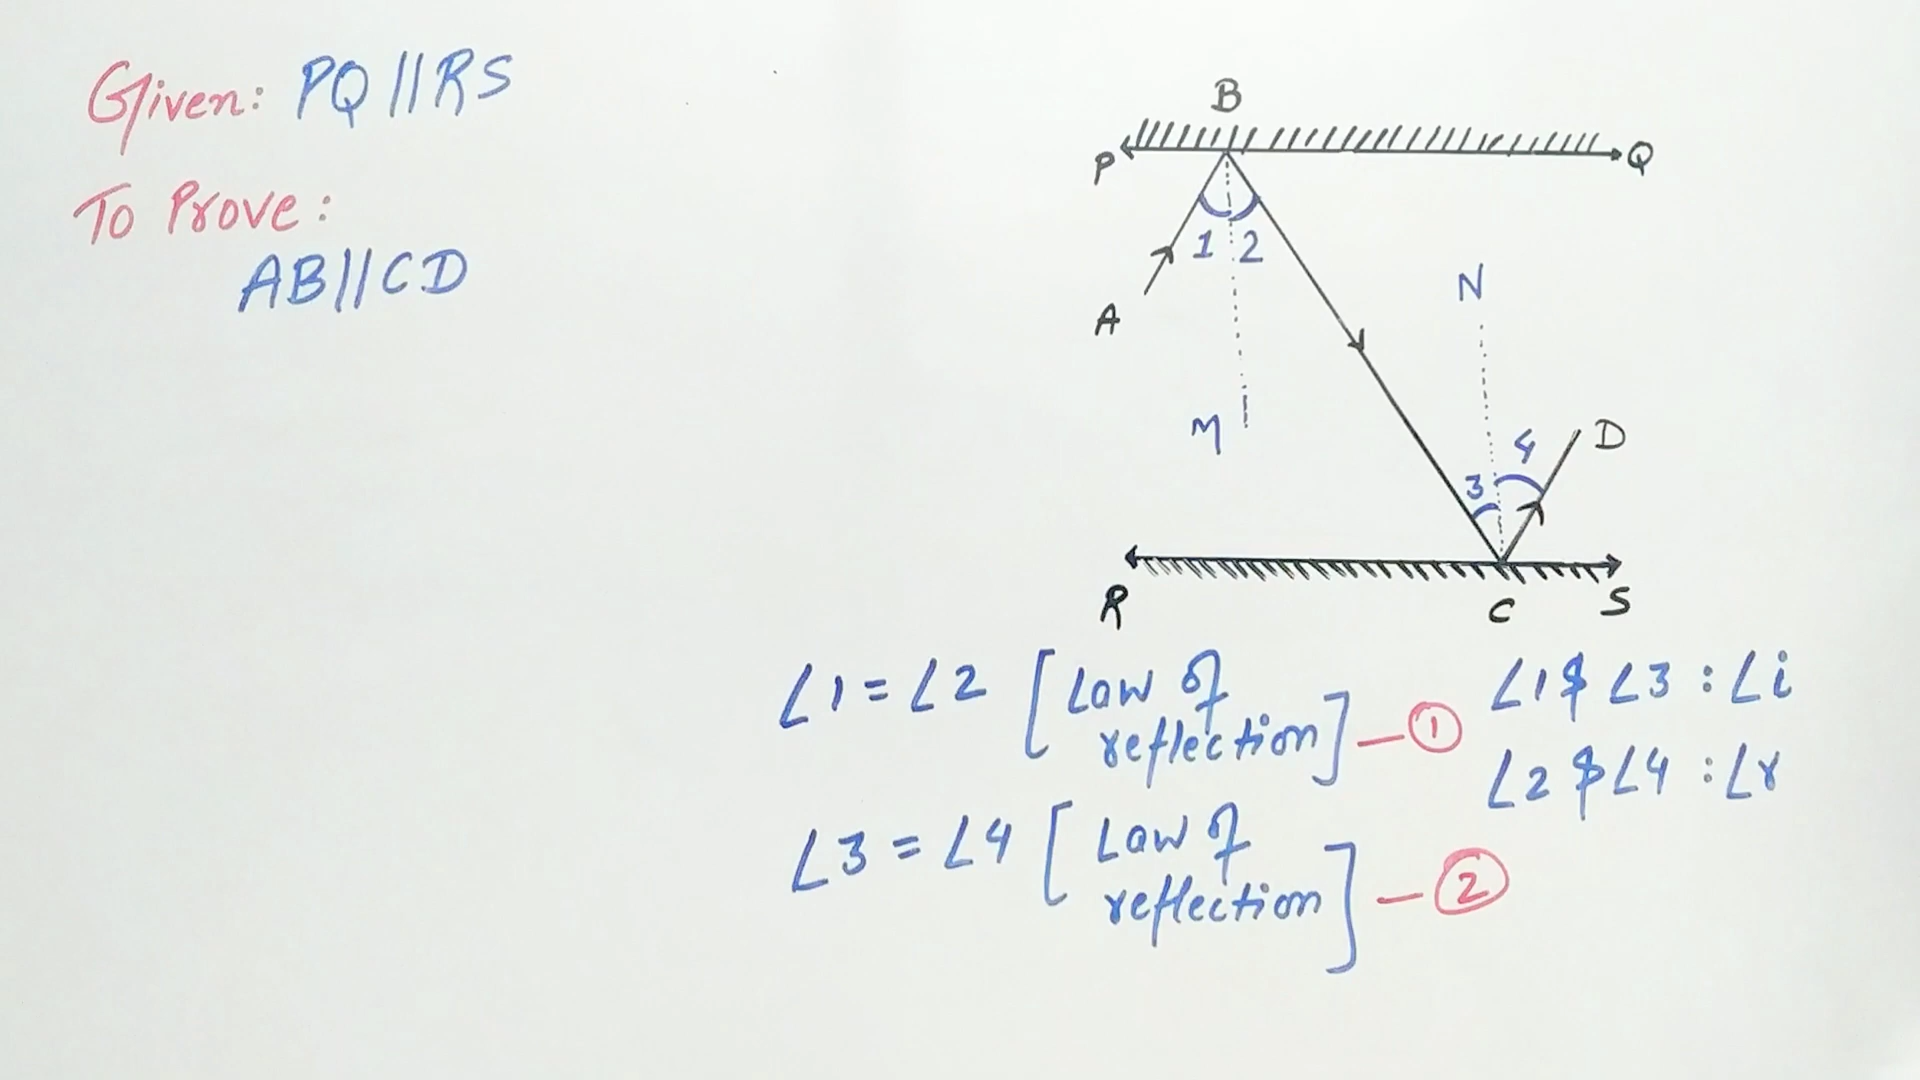 Given: PQ || RS
To Prove:
AB || CD
B
P
Q
1 2
A
N
M
D
4
3
R
C
S
∠1 = ∠2 [Law of
reflection] — ①
∠3 = ∠4 [Law of
reflection] — ②
∠1 & ∠3 : ∠i
∠2 & ∠4 : ∠r